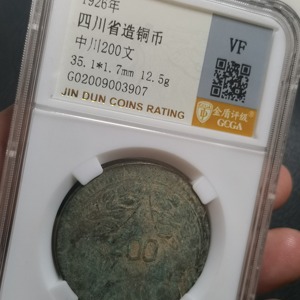 1926年
四川省造铜币
中川200文
35.1*1.7mm 12.5g
G02009003907
JIN DUN COINS RATING
VF
金盾评级
GCGA
200